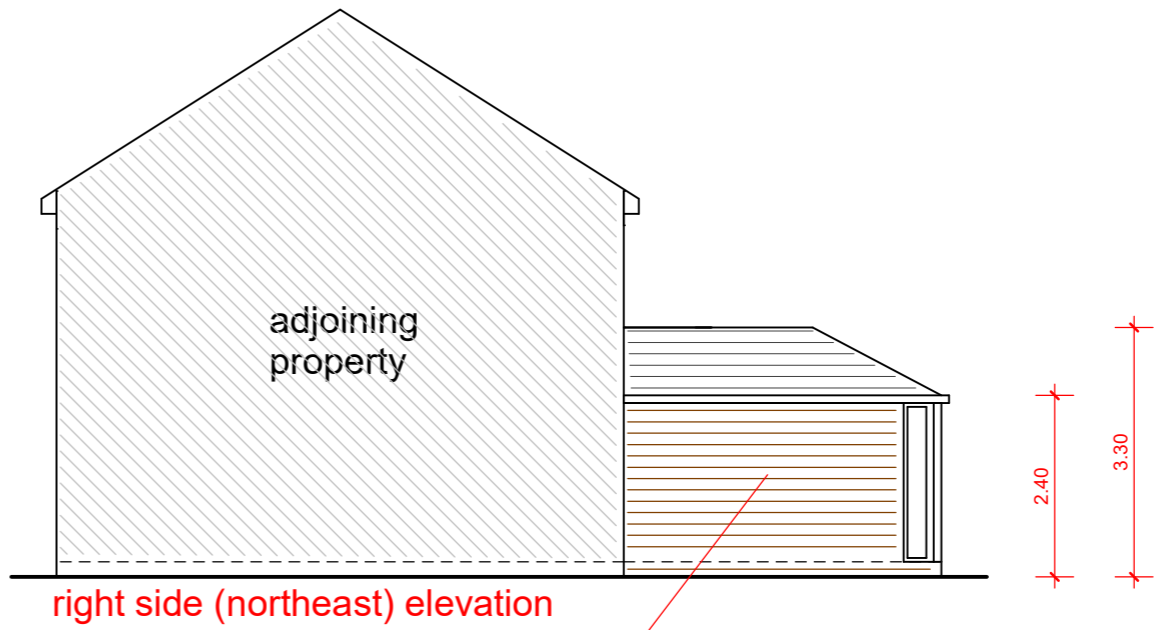 adjoining
property
2.40
3.30
right side (northeast) elevation